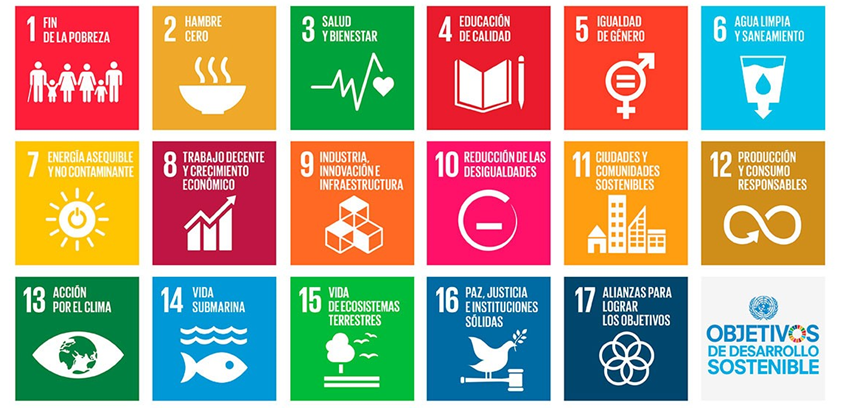 1 FIN
DE LA POBREZA
2 HAMBRE
CERO
3 SALUD
Y BIENESTAR
4 EDUCACIÓN
DE CALIDAD
5 IGUALDAD
DE GÉNERO
6 AGUA LIMPIA
Y SANEAMIENTO
7 ENERGÍA ASEQUIBLE
Y NO CONTAMINANTE
8 TRABAJO DECENTE
Y CRECIMIENTO
ECONÓMICO
9 INDUSTRIA,
INNOVACIÓN E
INFRAESTRUCTURA
10 REDUCCIÓN DE LAS
DESIGUALDADES
11 CIUDADES Y
COMUNIDADES
SOSTENIBLES
12 PRODUCCIÓN
Y CONSUMO
RESPONSABLES
13 ACCIÓN
POR EL CLIMA
14 VIDA
SUBMARINA
15 VIDA
DE ECOSISTEMAS
TERRESTRES
16 PAZ, JUSTICIA
E INSTITUCIONES
SÓLIDAS
17 ALIANZAS PARA
LOGRAR
LOS OBJETIVOS
OBJETIVOS
DE DESARROLLO
SOSTENIBLE